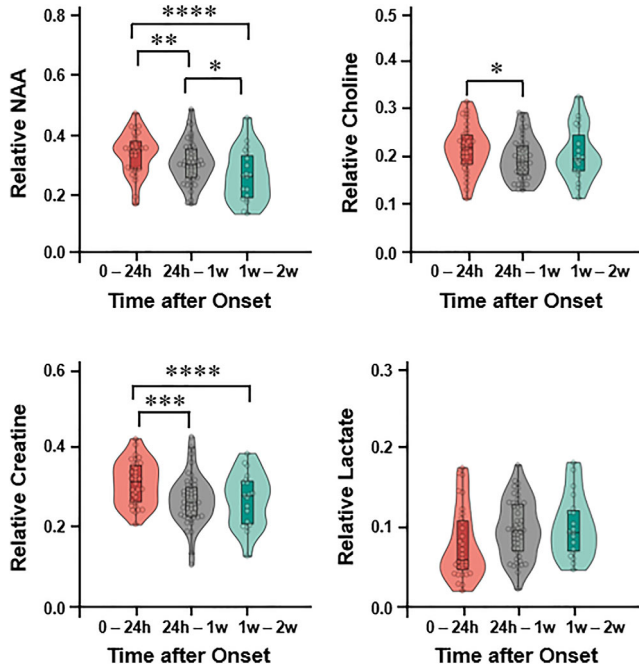 Relative NAA
0.8
0.4
0.2
0.0
****
**
*
0 – 24h 24h – 1w 1w – 2w
Time after Onset
Relative Choline
0.5
0.3
0.2
0.1
0.0
*
0 – 24h 24h – 1w 1w – 2w
Time after Onset
Relative Creatine
0.6
0.4
0.2
0.0
****
***
0 – 24h 24h – 1w 1w – 2w
Time after Onset
Relative Lactate
0.3
0.2
0.1
0.0
0 – 24h 24h – 1w 1w – 2w
Time after Onset